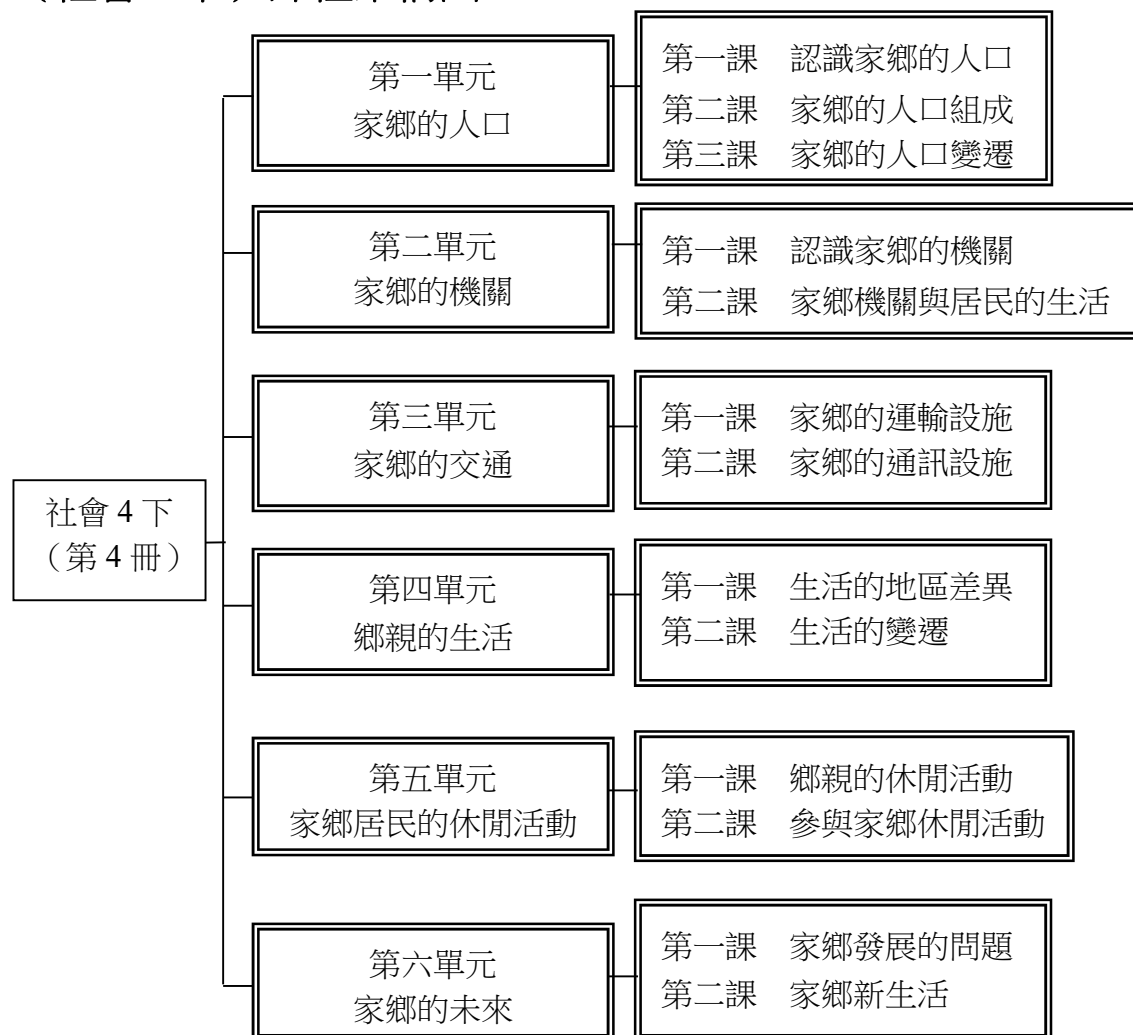 社會 4 下
（第 4 冊）
第一單元
家鄉的人口
第一課　認識家鄉的人口
第二課　家鄉的人口組成
第三課　家鄉的人口變遷
第二單元
家鄉的機關
第一課　認識家鄉的機關
第二課　家鄉機關與居民的生活
第三單元
家鄉的交通
第一課　家鄉的運輸設施
第二課　家鄉的通訊設施
第四單元
鄉親的生活
第一課　生活的地區差異
第二課　生活的變遷
第五單元
家鄉居民的休閒活動
第一課　鄉親的休閒活動
第二課　參與家鄉休閒活動
第六單元
家鄉的未來
第一課　家鄉發展的問題
第二課　家鄉新生活